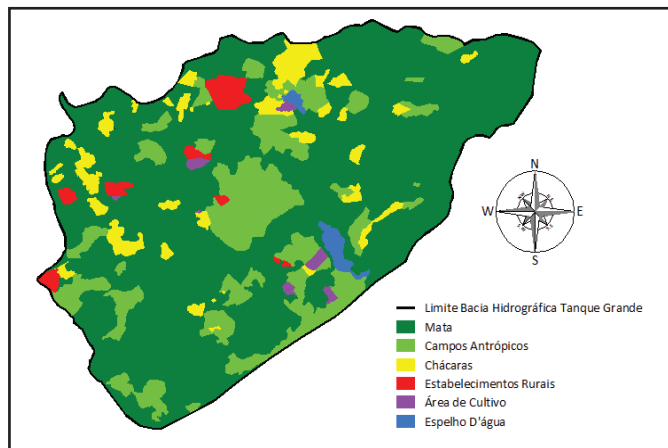 N
W
E
S
Limite Bacia Hidrográfica Tanque Grande
Mata
Campos Antrópicos
Chácaras
Estabelecimentos Rurais
Área de Cultivo
Espelho D'água